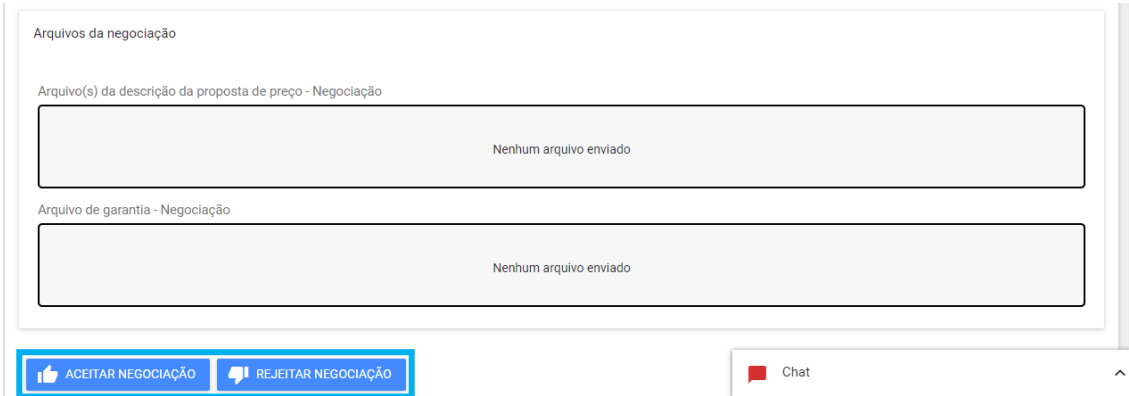 Arquivos da negociação
Arquivo(s) da descrição da proposta de preço - Negociação
Nenhum arquivo enviado
Arquivo de garantia - Negociação
Nenhum arquivo enviado
ACEITAR NEGOCIAÇÃO REJEITAR NEGOCIAÇÃO Chat